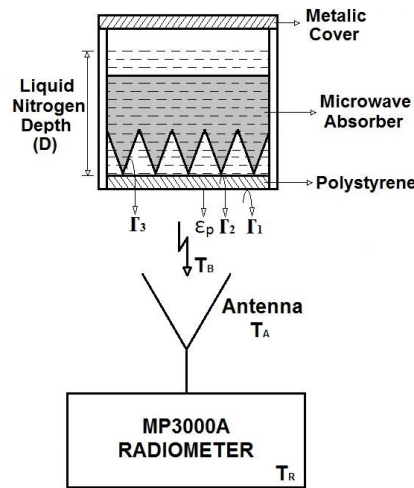 Metalic
Cover
Liquid
Nitrogen
Depth
(D)
Microwave
Absorber
Polystyrene
Γ3
εp
Γ2
Γ1
TB
Antenna
TA
MP3000A
RADIOMETER
TR